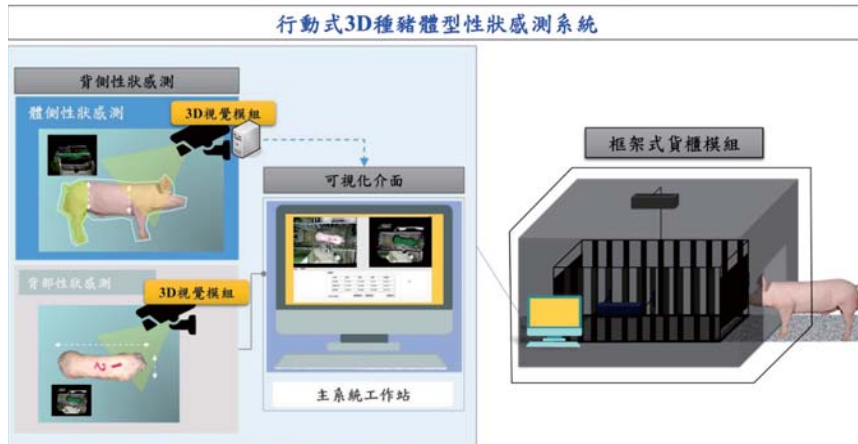 行動式3D種豬體型性狀感測系統
背側性狀感測
體側性狀感測
3D視覺模組
可視化介面
框架式貨櫃模組
背部性狀感測
3D視覺模組
1
2
主系統工作站